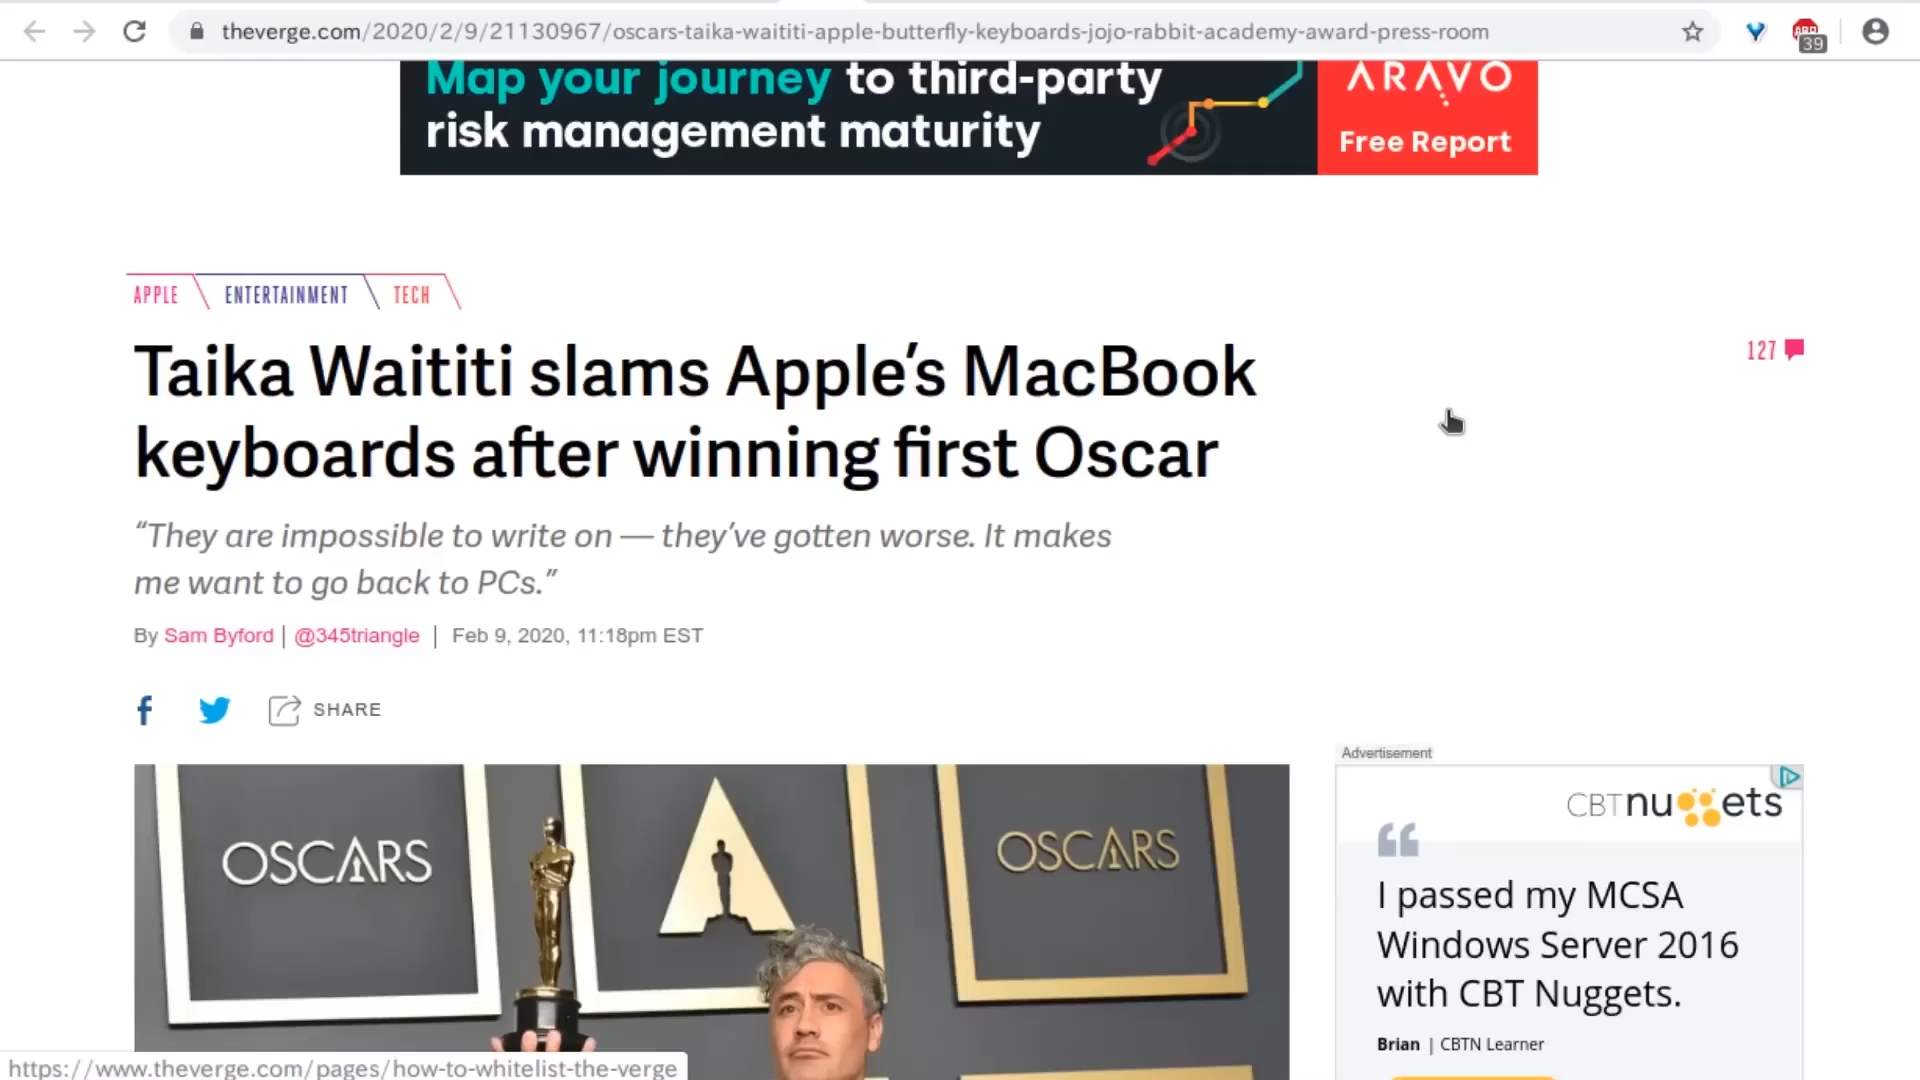 theverge.com/2020/2/9/21130967/oscars-taika-waititi-apple-butterfly-keyboards-jojo-rabbit-academy-award-press-room
ABP
39
Map your journey to third-party
risk management maturity
ARAVO
Free Report
APPLE
ENTERTAINMENT
TECH
Taika Waititi slams Apple’s MacBook
keyboards after winning first Oscar
127
“They are impossible to write on — they’ve gotten worse. It makes
me want to go back to PCs.”
By Sam Byford | @345triangle | Feb 9, 2020, 11:18pm EST
f
SHARE
OSCARS
OSCARS
Advertisement
CBTnuggets
“
I passed my MCSA
Windows Server 2016
with CBT Nuggets.
Brian | CBTN Learner
https://www.theverge.com/pages/how-to-whitelist-the-verge